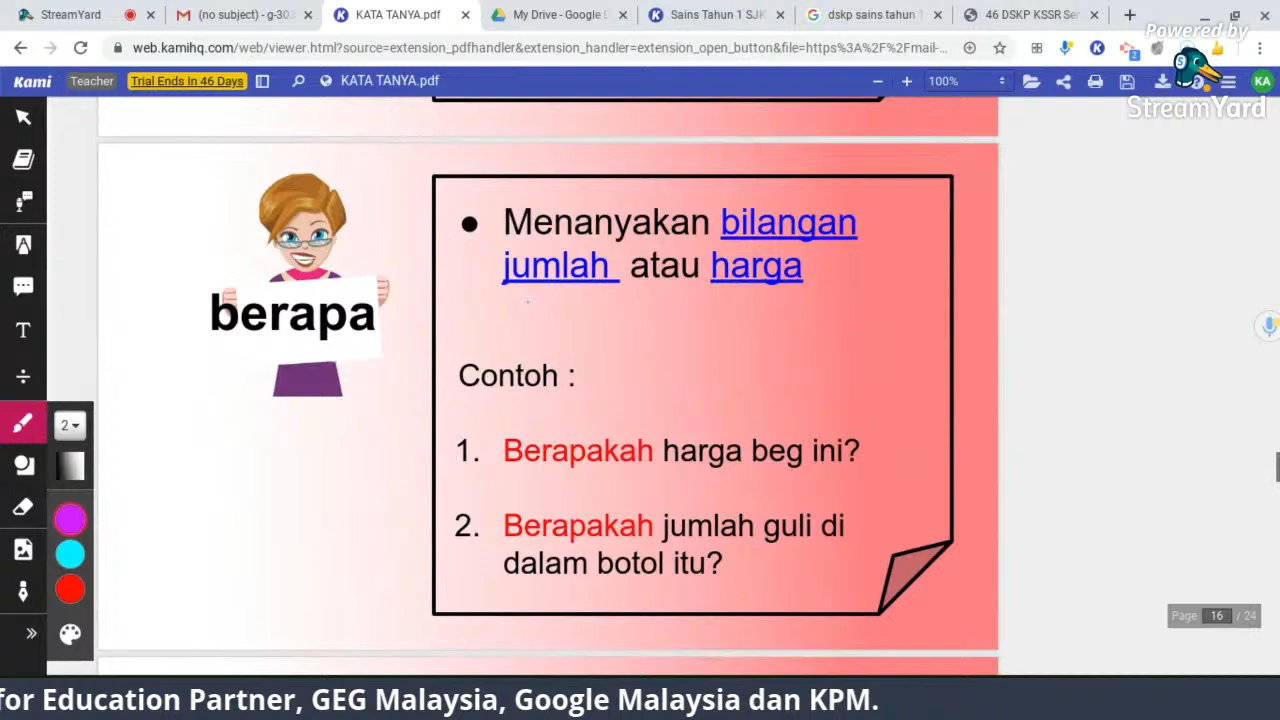 StreamYard
(no subject) - g-303
KATA TANYA.pdf
My Drive - Google D
Sains Tahun 1 SJK
dskp sains tahun
46 DSKP KSSR Sem
web.kamihq.com/web/viewer.html?source=extension_pdfhandler&extension_handler=extension_open_button&file=https%3A%2F%2Fmail-...
Powered by
StreamYard
Kami
Teacher
Trial Ends In 46 Days
KATA TANYA.pdf
100%
KA
berapa
● Menanyakan bilangan
jumlah atau harga
Contoh :
1. Berapakah harga beg ini?
2. Berapakah jumlah guli di
dalam botol itu?
2
Page 16 / 24
for Education Partner, GEG Malaysia, Google Malaysia dan KPM.